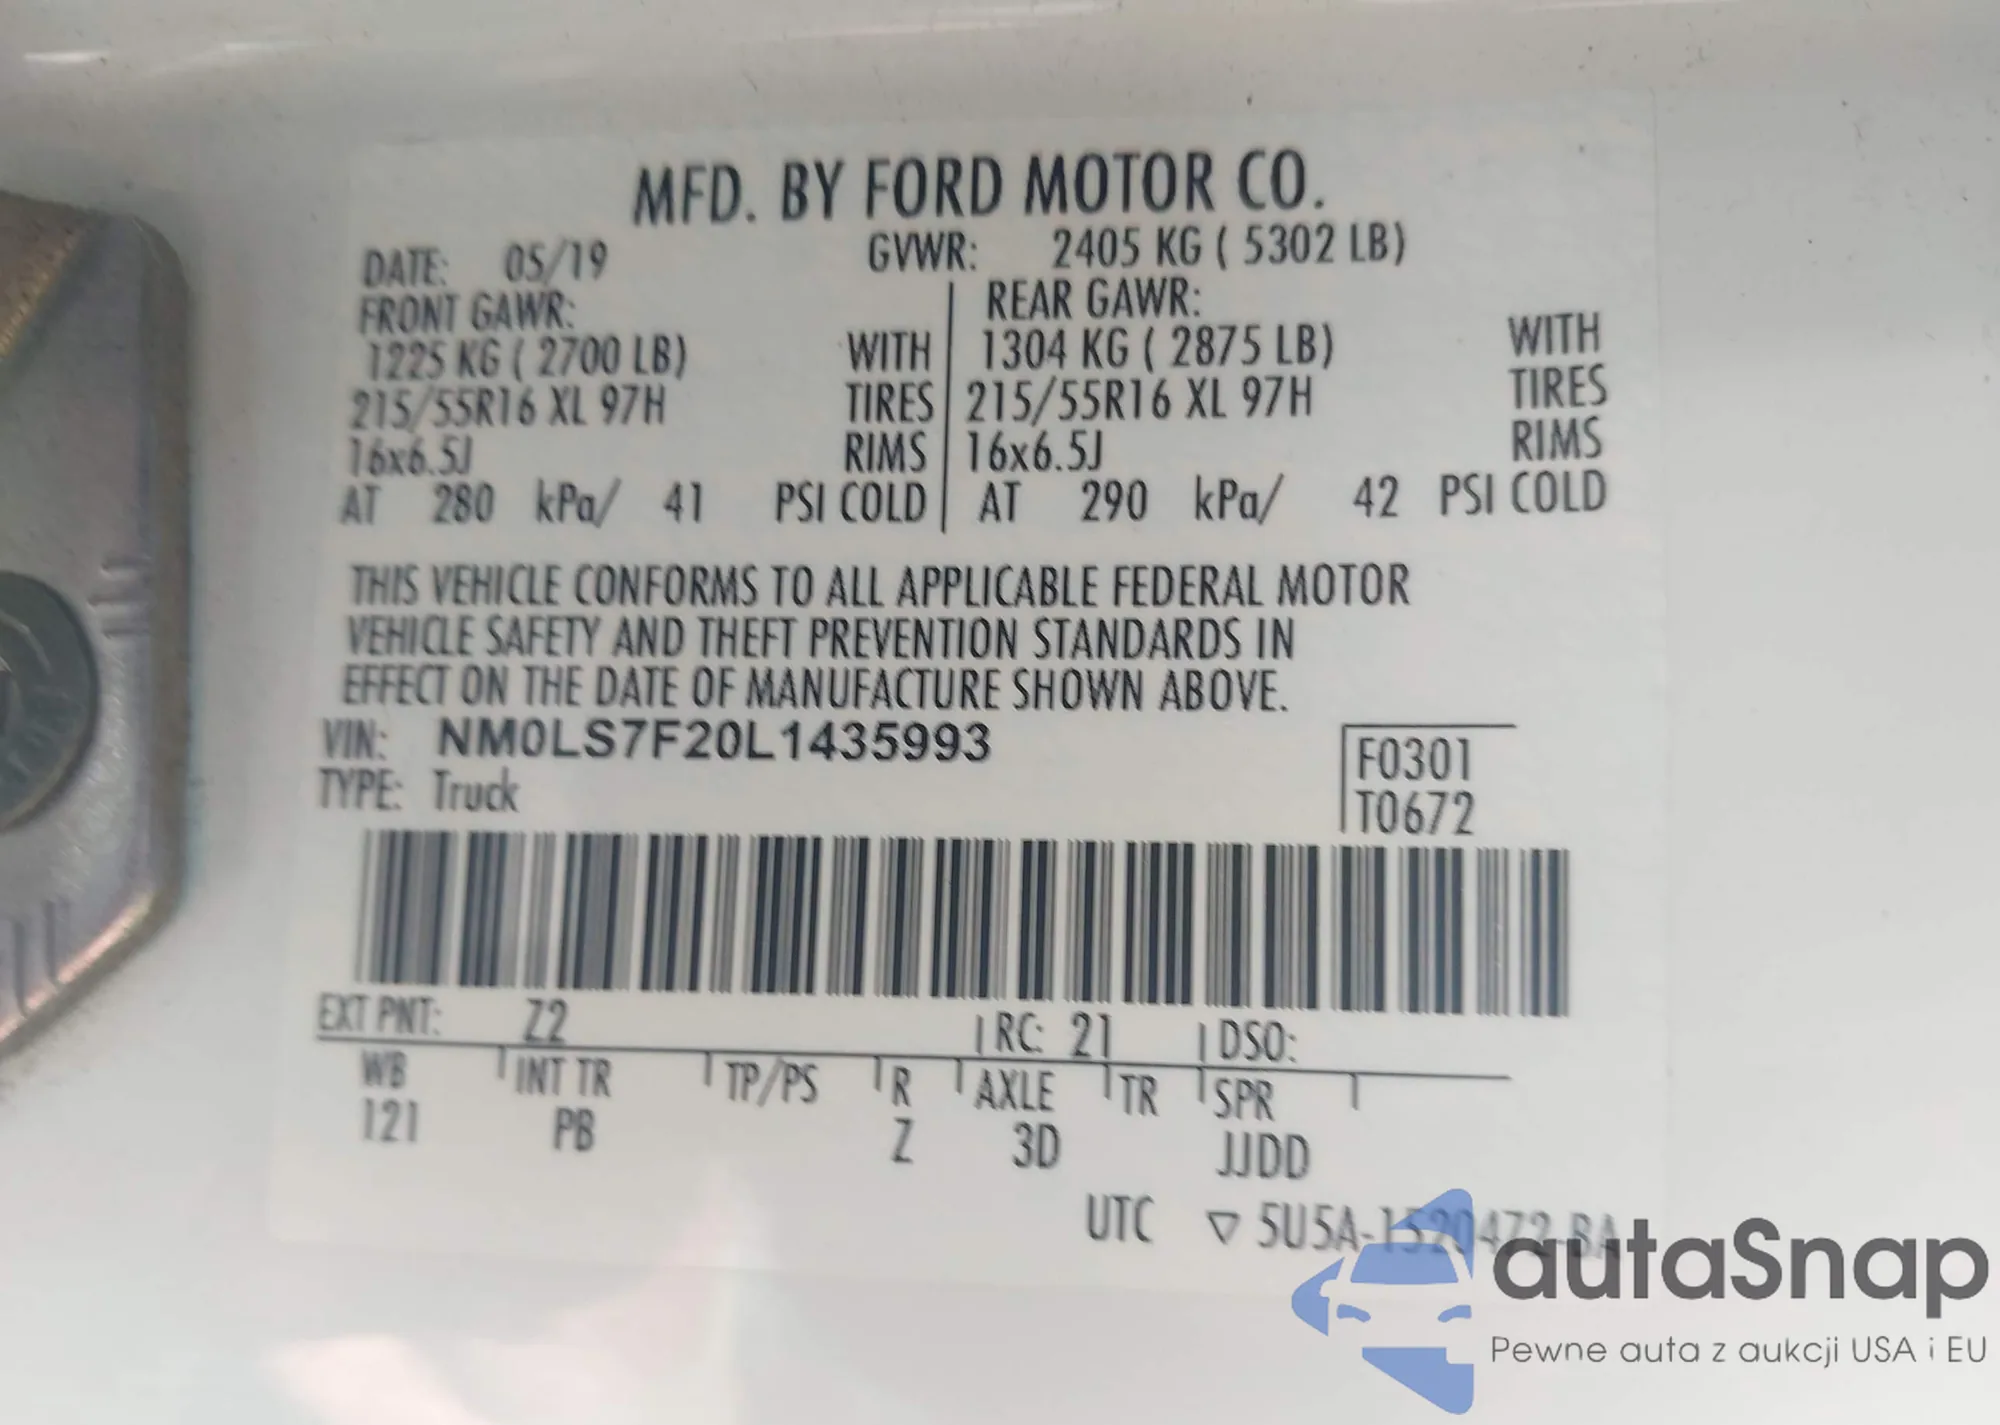 MFD. BY FORD MOTOR CO.
DATE: 05/19 GVWR: 2405 KG ( 5302 LB)
FRONT GAWR: REAR GAWR:
1225 KG ( 2700 LB) WITH 1304 KG ( 2875 LB) WITH
215/55R16 XL 97H TIRES 215/55R16 XL 97H TIRES
16x6.5J RIMS 16x6.5J RIMS
AT 280 kPa/ 41 PSI COLD AT 290 kPa/ 42 PSI COLD
THIS VEHICLE CONFORMS TO ALL APPLICABLE FEDERAL MOTOR
VEHICLE SAFETY AND THEFT PREVENTION STANDARDS IN
EFFECT ON THE DATE OF MANUFACTURE SHOWN ABOVE.
VIN: NM0LS7F20L1435993
TYPE: Truck
F0301
T0672
EXT PNT: Z2 RC: 21 DSO:
WB INT TR TP/PS R AXLE TR SPR
121 PB Z 3D JJDD
UTC ▽ 5U5A-1520472-BA
autaSnap
Pewne auta z aukcji USA i EU